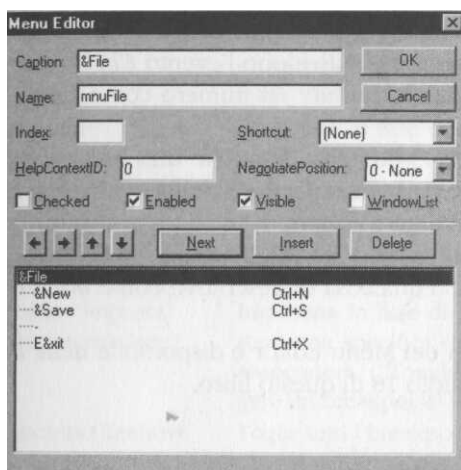 Menu Editor
Caption: &File OK
Name: mnuFile Cancel
Index: Shortcut: (None)
HelpContextID: 0 NegotiatePosition: 0 - None
Checked Enabled Visible WindowList
Next Insert Delete
&File
····&New Ctrl+N
····&Save Ctrl+S
····-
····E&xit Ctrl+X